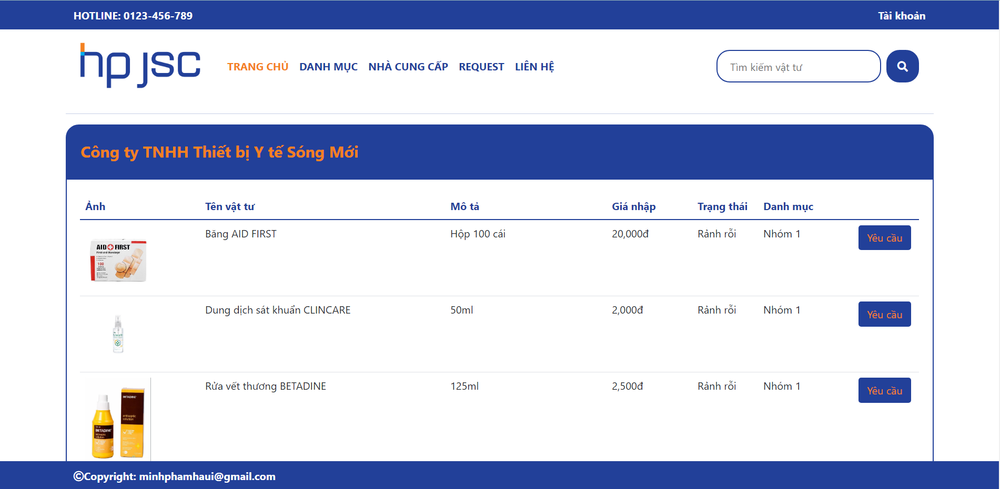 HOTLINE: 0123-456-789 Tài khoản
hp jsc
TRANG CHỦ DANH MỤC NHÀ CUNG CẤP REQUEST LIÊN HỆ
Tìm kiếm vật tư
Công ty TNHH Thiết bị Y tế Sóng Mới
Ảnh Tên vật tư Mô tả Giá nhập Trạng thái Danh mục
Băng AID FIRST Hộp 100 cái 20,000đ Rảnh rỗi Nhóm 1 Yêu cầu
AID FIRST
First-aid Bandage
100
Dung dịch sát khuẩn CLINCARE 50ml 2,000đ Rảnh rỗi Nhóm 1 Yêu cầu
Rửa vết thương BETADINE 125ml 2,500đ Rảnh rỗi Nhóm 1 Yêu cầu
BETADINE
antiseptic
solution
BETADINE
antiseptic
solution
©Copyright: minhphamhaui@gmail.com